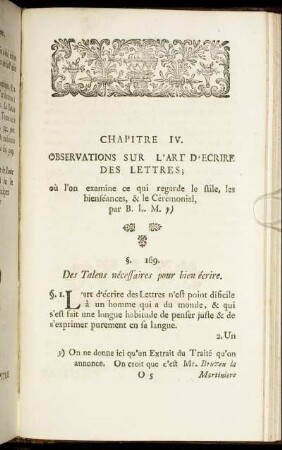 CHAPITRE IV.
OBSERVATIONS SUR L'ART D'ECRIRE
DES LETTRES;
où l'on examine ce qui regarde le stile, les
bienséances, & le Céremonial,
par B. L. M. y)
§. 169.
Des Talens nécessaires pour bien écrire.
§. 1. L'art d'écrire des Lettres n'est point dificile
à un homme qui a du monde, & qui
s'est fait une longue habitude de penser juste & de
s'exprimer purement en sa langue.
2. Un
y) On ne donne ici qu'un Extrait du Traité qu'on
annonce. On croit que c'est Mr. Bruzen la
O 5 Martiniere